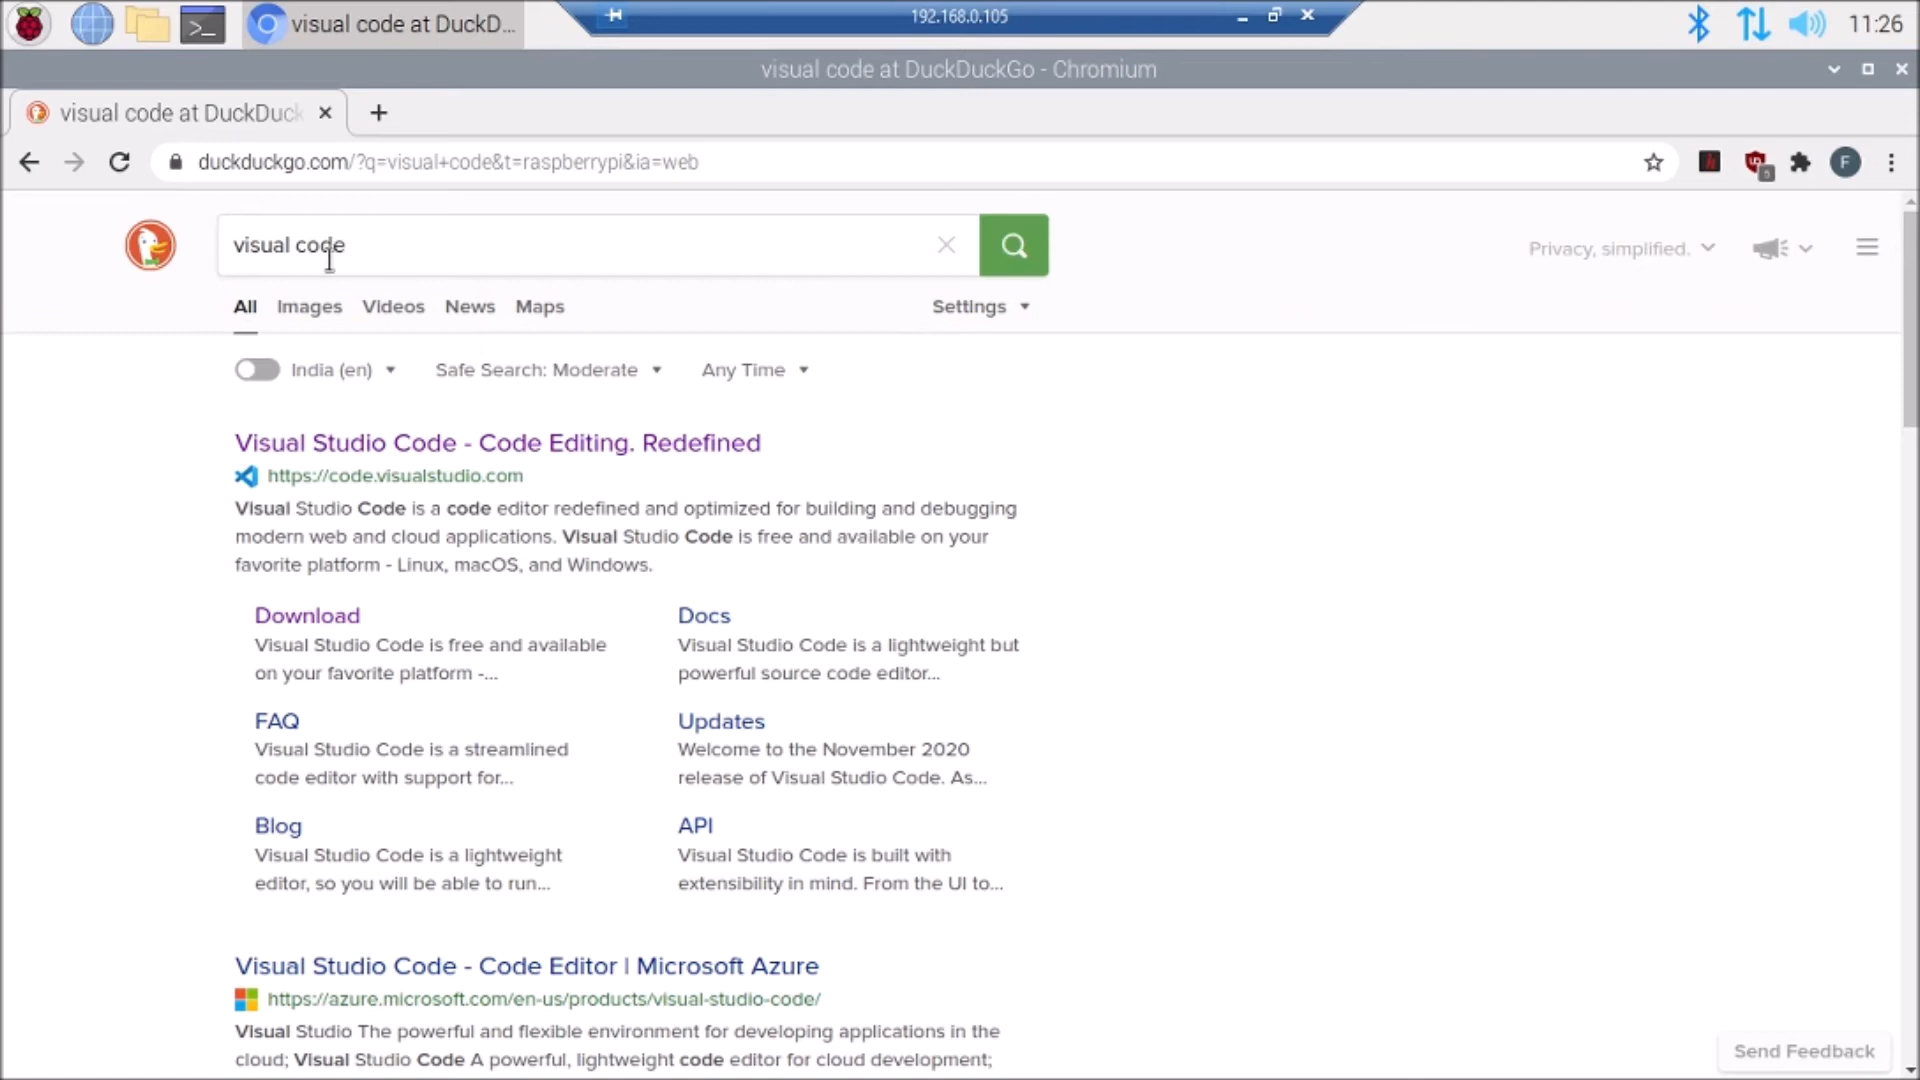 visual code at DuckD...
192.168.0.105
11:26
visual code at DuckDuckGo - Chromium
visual code at DuckDuck
duckduckgo.com/?q=visual+code&t=raspberrypi&ia=web
F
visual code
Privacy, simplified.
All Images Videos News Maps Settings
India (en) Safe Search: Moderate Any Time
Visual Studio Code - Code Editing. Redefined
https://code.visualstudio.com
Visual Studio Code is a code editor redefined and optimized for building and debugging
modern web and cloud applications. Visual Studio Code is free and available on your
favorite platform - Linux, macOS, and Windows.
Download
Visual Studio Code is free and available
on your favorite platform -...
Docs
Visual Studio Code is a lightweight but
powerful source code editor...
FAQ
Visual Studio Code is a streamlined
code editor with support for...
Updates
Welcome to the November 2020
release of Visual Studio Code. As...
Blog
Visual Studio Code is a lightweight
editor, so you will be able to run...
API
Visual Studio Code is built with
extensibility in mind. From the UI to...
Visual Studio Code - Code Editor | Microsoft Azure
https://azure.microsoft.com/en-us/products/visual-studio-code/
Visual Studio The powerful and flexible environment for developing applications in the
cloud; Visual Studio Code A powerful, lightweight code editor for cloud development;
Send Feedback